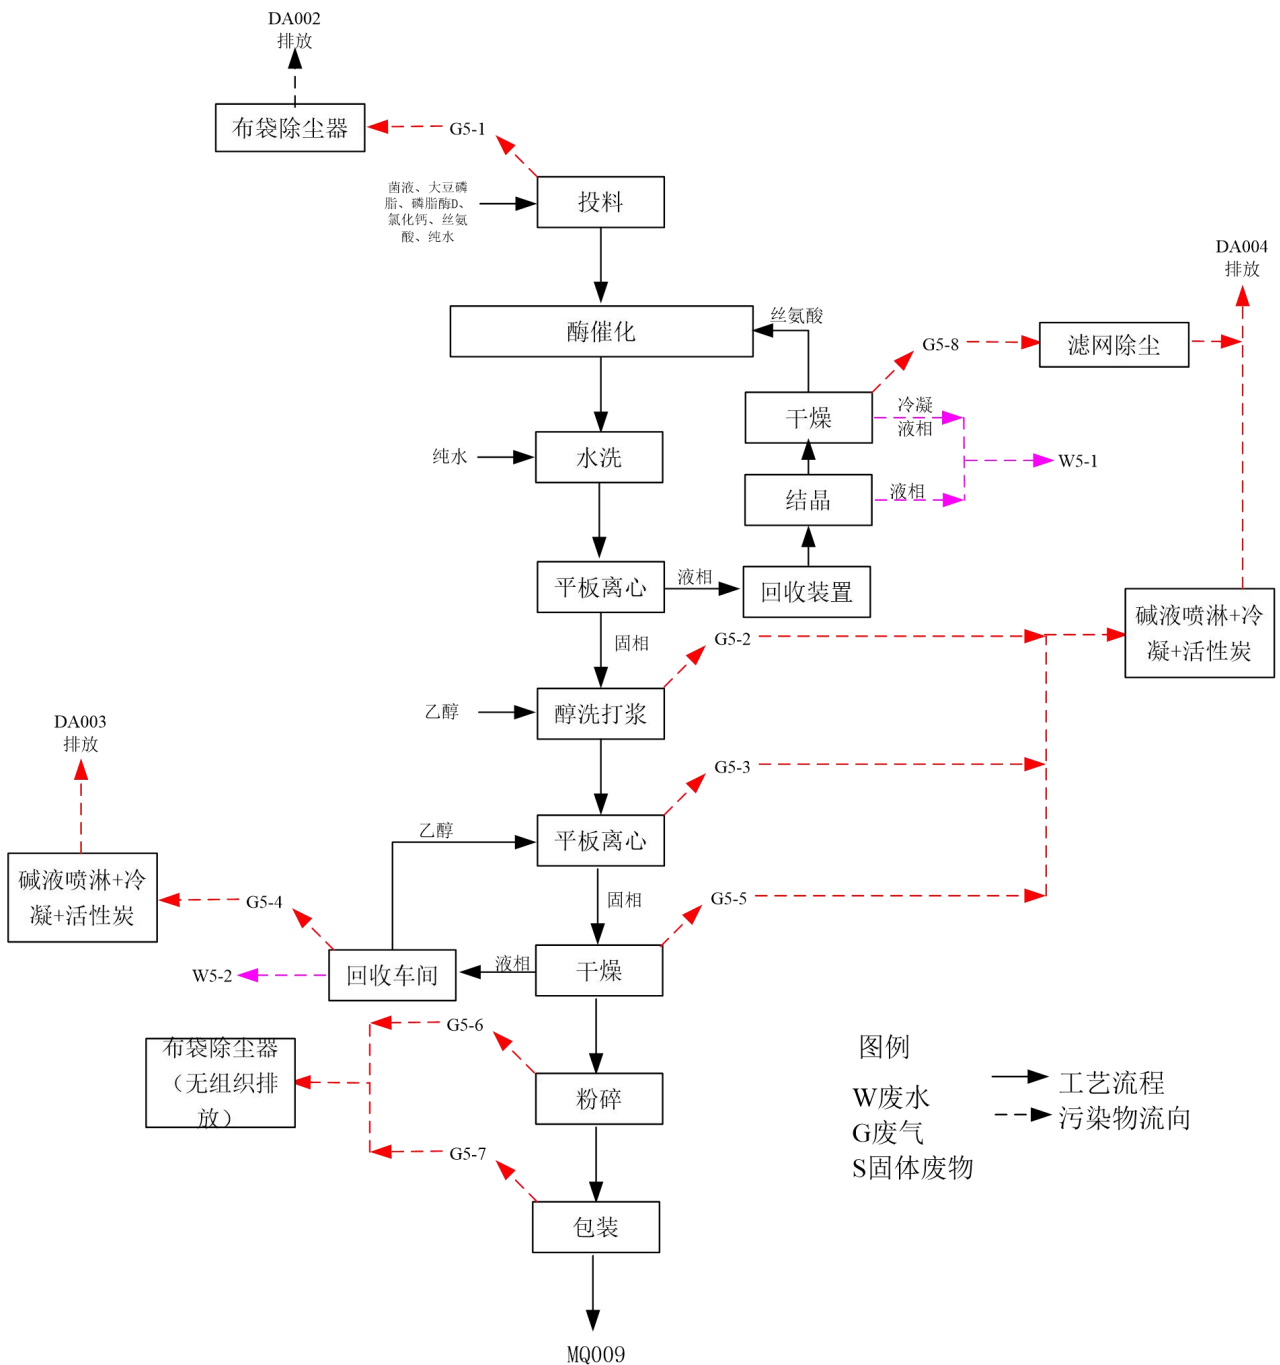 DA002
排放
布袋除尘器
G5-1
菌液、大豆磷
脂、磷脂酶D、
氯化钙、丝氨
酸、纯水
投料
DA004
排放
酶催化
丝氨酸
G5-8
滤网除尘
干燥
冷凝
液相
W5-1
纯水
水洗
结晶
液相
平板离心
液相
回收装置
碱液喷淋+冷
凝+活性炭
固相
G5-2
乙醇
醇洗打浆
DA003
排放
G5-3
乙醇
平板离心
碱液喷淋+冷
凝+活性炭
G5-4
固相
G5-5
W5-2
回收车间
液相
干燥
G5-6
布袋除尘器
（无组织排
放）
粉碎
G5-7
包装
MQ009
图例
W废水
G废气
S固体废物
工艺流程
污染物流向